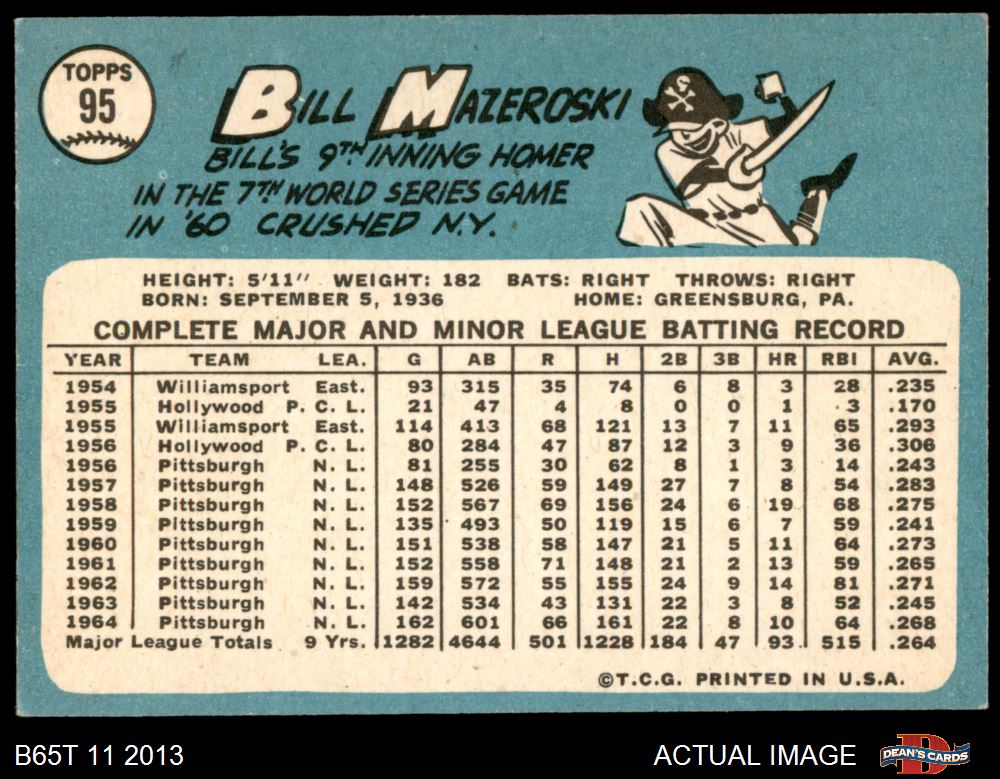 TOPPS
95
BILL MAZEROSKI
BILL'S 9TH INNING HOMER
IN THE 7TH WORLD SERIES GAME
IN '60 CRUSHED N.Y.
HEIGHT: 5'11" WEIGHT: 182 BATS: RIGHT THROWS: RIGHT
BORN: SEPTEMBER 5, 1936 HOME: GREENSBURG, PA.
COMPLETE MAJOR AND MINOR LEAGUE BATTING RECORD
YEAR TEAM LEA. G AB R H 2B 3B HR RBI AVG.
1954 Williamsport East. 93 315 35 74 6 8 3 28 .235
1955 Hollywood P. C. L. 21 47 4 8 0 0 1 3 .170
1955 Williamsport East. 114 413 68 121 13 7 11 65 .293
1956 Hollywood P. C. L. 80 284 47 87 12 3 9 36 .306
1956 Pittsburgh N. L. 81 255 30 62 8 1 3 14 .243
1957 Pittsburgh N. L. 148 526 59 149 27 7 8 54 .283
1958 Pittsburgh N. L. 152 567 69 156 24 6 19 68 .275
1959 Pittsburgh N. L. 135 493 50 119 15 6 7 59 .241
1960 Pittsburgh N. L. 151 538 58 147 21 5 11 64 .273
1961 Pittsburgh N. L. 152 558 71 148 21 2 13 59 .265
1962 Pittsburgh N. L. 159 572 55 155 24 9 14 81 .271
1963 Pittsburgh N. L. 142 534 43 131 22 3 8 52 .245
1964 Pittsburgh N. L. 162 601 66 161 22 8 10 64 .268
Major League Totals 9 Yrs. 1282 4644 501 1228 184 47 93 515 .264
©T.C.G. PRINTED IN U.S.A.
B65T 11 2013 ACTUAL IMAGE DEAN'S CARDS